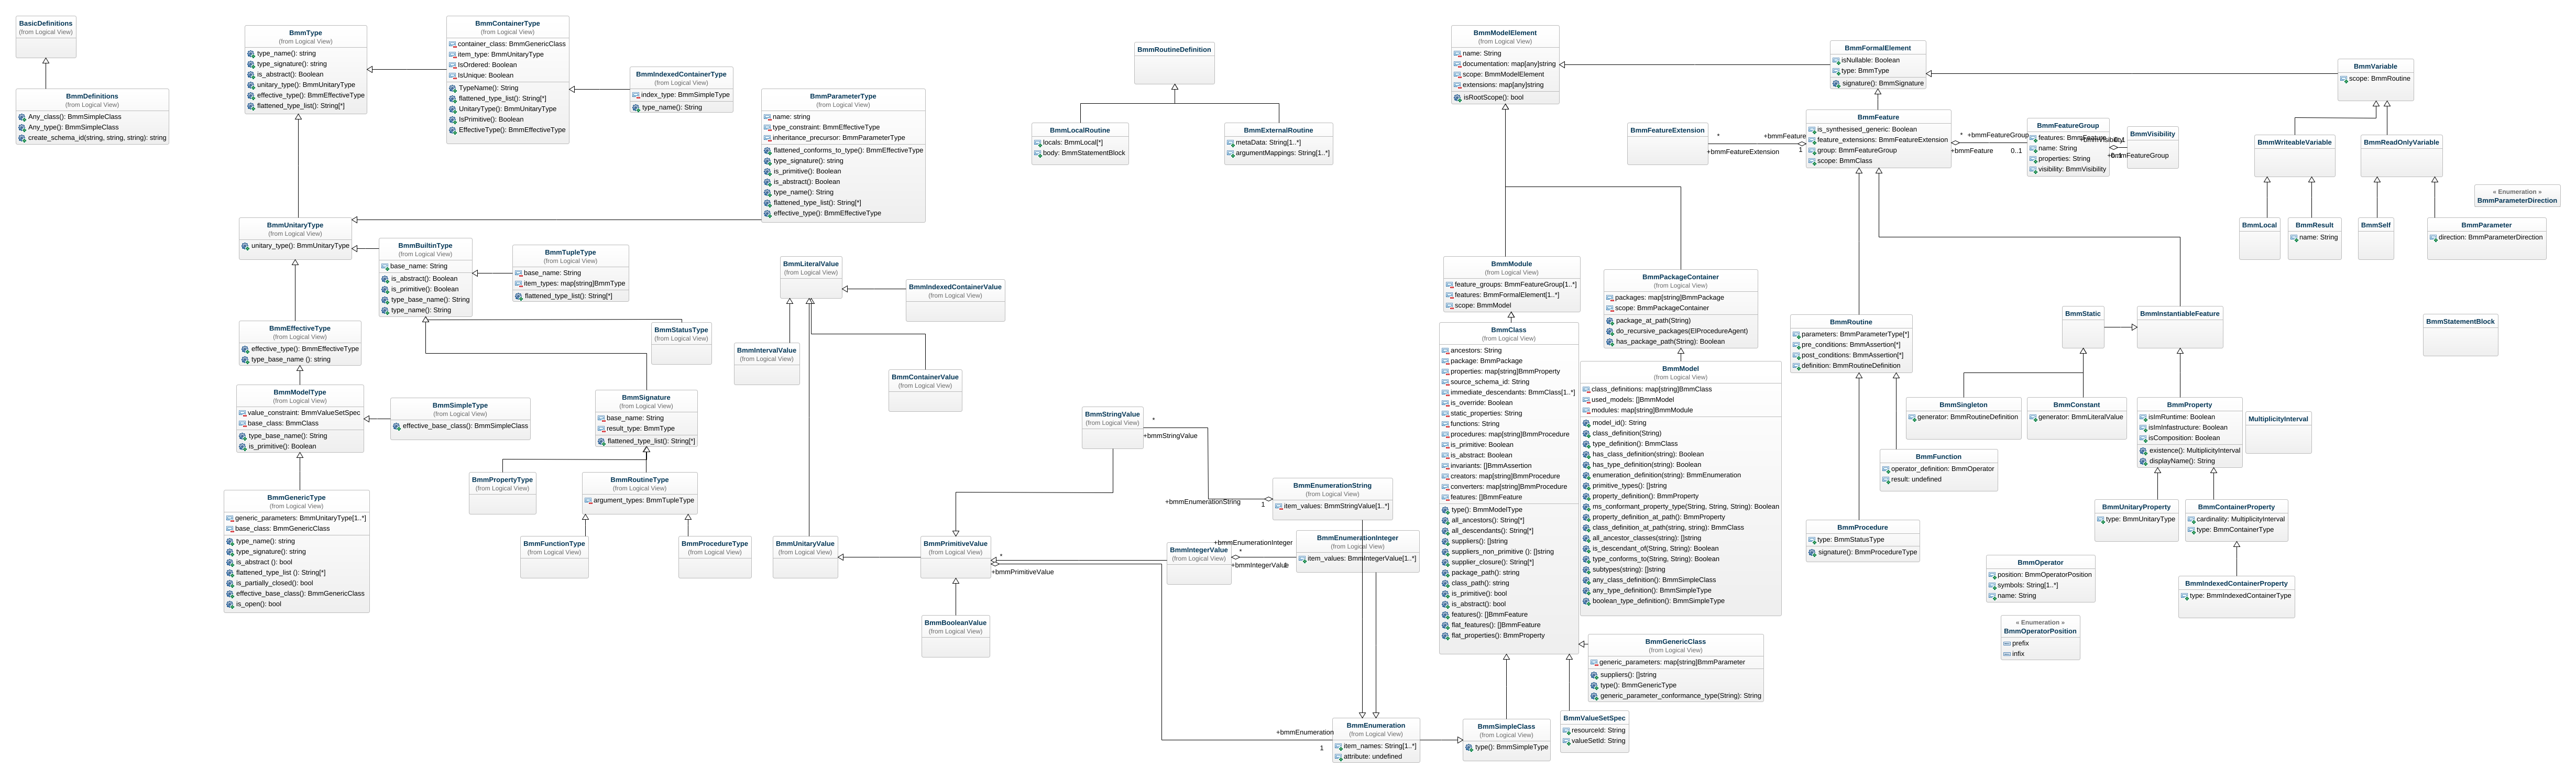 BasicDefinitions
(from Logical View)
BmmDefinitions
(from Logical View)
Any_class(): BmmSimpleClass
Any_type(): BmmSimpleClass
create_schema_id(string, string, string): string
BmmType
(from Logical View)
type_name(): string
type_signature(): string
is_abstract(): Boolean
unitary_type(): BmmUnitaryType
effective_type(): BmmEffectiveType
flattened_type_list(): String[*]
BmmContainerType
(from Logical View)
container_class: BmmGenericClass
item_type: BmmUnitaryType
IsOrdered: Boolean
IsUnique: Boolean
TypeName(): String
flattened_type_list(): String[*]
UnitaryType(): BmmUnitaryType
IsPrimitive(): Boolean
EffectiveType(): BmmEffectiveType
BmmIndexedContainerType
(from Logical View)
index_type: BmmSimpleType
type_name(): String
BmmParameterType
(from Logical View)
name: string
type_constraint: BmmEffectiveType
inheritance_precursor: BmmParameterType
flattened_conforms_to_type(): BmmEffectiveType
type_signature(): string
is_primitive(): Boolean
is_abstract(): Boolean
type_name(): String
flattened_type_list(): String[*]
effective_type(): BmmEffectiveType
BmmUnitaryType
(from Logical View)
unitary_type(): BmmUnitaryType
BmmBuiltinType
(from Logical View)
base_name: String
is_abstract(): Boolean
is_primitive(): Boolean
type_base_name(): String
type_name(): String
BmmTupleType
(from Logical View)
base_name: String
item_types: map[string]BmmType
flattened_type_list(): String[*]
BmmStatusType
(from Logical View)
BmmEffectiveType
(from Logical View)
effective_type(): BmmEffectiveType
type_base_name (): string
BmmModelType
(from Logical View)
value_constraint: BmmValueSetSpec
base_class: BmmClass
type_base_name(): String
is_primitive(): Boolean
BmmSimpleType
(from Logical View)
effective_base_class(): BmmSimpleClass
BmmSignature
(from Logical View)
base_name: String
result_type: BmmType
flattened_type_list(): String[*]
BmmPropertyType
(from Logical View)
BmmRoutineType
(from Logical View)
argument_types: BmmTupleType
BmmGenericType
(from Logical View)
generic_parameters: BmmUnitaryType[1..*]
base_class: BmmGenericClass
type_name(): string
type_signature(): string
is_abstract (): bool
flattened_type_list (): String[*]
is_partially_closed(): bool
effective_base_class(): BmmGenericClass
is_open(): bool
BmmFunctionType
(from Logical View)
BmmProcedureType
(from Logical View)
BmmRoutineDefinition
BmmLocalRoutine
locals: BmmLocal[*]
body: BmmStatementBlock
BmmExternalRoutine
metaData: String[1..*]
argumentMappings: String[1..*]
BmmLiteralValue
(from Logical View)
BmmIndexedContainerValue
(from Logical View)
BmmIntervalValue
(from Logical View)
BmmContainerValue
(from Logical View)
BmmStringValue
(from Logical View)
*
+bmmStringValue
+bmmEnumerationString
1
BmmEnumerationString
(from Logical View)
item_values: BmmStringValue[1..*]
BmmUnitaryValue
(from Logical View)
BmmPrimitiveValue
(from Logical View)
*
+bmmPrimitiveValue
BmmIntegerValue
(from Logical View)
+bmmEnumerationInteger
*
+bmmIntegerValue
BmmEnumerationInteger
(from Logical View)
item_values: BmmIntegerValue[1..*]
BmmBooleanValue
(from Logical View)
+bmmEnumeration
1
BmmEnumeration
(from Logical View)
item_names: String[1..*]
attribute: undefined
BmmModelElement
(from Logical View)
name: String
documentation: map[any]string
scope: BmmModelElement
extensions: map[any]string
isRootScope(): bool
BmmModule
(from Logical View)
feature_groups: BmmFeatureGroup[1..*]
features: BmmFormalElement[1..*]
scope: BmmModel
BmmPackageContainer
(from Logical View)
packages: map[string]BmmPackage
scope: BmmPackageContainer
package_at_path(String)
do_recursive_packages(ElProcedureAgent)
has_package_path(String): Boolean
BmmClass
(from Logical View)
ancestors: String
package: BmmPackage
properties: map[string]BmmProperty
source_schema_id: String
immediate_descendants: BmmClass[1..*]
is_override: Boolean
static_properties: String
functions: String
procedures: map[string]BmmProcedure
is_primitive: Boolean
is_abstract: Boolean
invariants: []BmmAssertion
creators: map[string]BmmProcedure
converters: map[string]BmmProcedure
features: []BmmFeature
type(): BmmModelType
all_ancestors(): String[*]
all_descendants(): String[*]
suppliers(): []string
suppliers_non_primitive (): []string
supplier_closure(): String[*]
package_path(): string
class_path(): string
is_primitive(): bool
is_abstract(): bool
features(): []BmmFeature
flat_features(): []BmmFeature
flat_properties(): BmmProperty
BmmModel
(from Logical View)
class_definitions: map[string]BmmClass
used_models: []BmmModel
modules: map[string]BmmModule
model_id(): String
class_definition(String)
type_definition(): BmmClass
has_class_definition(string): Boolean
has_type_definition(string): Boolean
enumeration_definition(string): BmmEnumeration
primitive_types(): []string
property_definition(): BmmProperty
ms_conformant_property_type(String, String, String): Boolean
property_definition_at_path(): BmmProperty
class_definition_at_path(string, string): BmmClass
all_ancestor_classes(string): []string
is_descendant_of(String, String): Boolean
type_conforms_to(String, String): Boolean
subtypes(string): []string
any_class_definition(): BmmSimpleClass
any_type_definition(): BmmSimpleType
boolean_type_definition(): BmmSimpleType
BmmGenericClass
(from Logical View)
generic_parameters: map[string]BmmParameter
suppliers(): []string
type(): BmmGenericType
generic_parameter_conformance_type(String): String
BmmSimpleClass
(from Logical View)
type(): BmmSimpleType
BmmValueSetSpec
resourceId: String
valueSetId: String
BmmFormalElement
isNullable: Boolean
type: BmmType
signature(): BmmSignature
BmmFeatureExtension
*
+bmmFeatureExtension
+bmmFeature
1
BmmFeature
is_synthesised_generic: Boolean
feature_extensions: BmmFeatureExtension
group: BmmFeatureGroup
scope: BmmClass
* +bmmFeatureGroup
+bmmFeature
0..1
BmmFeatureGroup
features: BmmFeature
name: String
properties: String
visibility: BmmVisibility
+bmmVisibility
+bmmFeatureGroup
BmmVisibility
BmmVariable
scope: BmmRoutine
BmmWriteableVariable
BmmReadOnlyVariable
« Enumeration »
BmmParameterDirection
BmmLocal
BmmResult
name: String
BmmSelf
BmmParameter
direction: BmmParameterDirection
BmmRoutine
parameters: BmmParameterType[*]
pre_conditions: BmmAssertion[*]
post_conditions: BmmAssertion[*]
definition: BmmRoutineDefinition
BmmStatic
BmmInstantiableFeature
BmmStatementBlock
BmmSingleton
generator: BmmRoutineDefinition
BmmConstant
generator: BmmLiteralValue
BmmProperty
isImRuntime: Boolean
isImInfastructure: Boolean
isComposition: Boolean
existence(): MultiplicityInterval
displayName(): String
MultiplicityInterval
BmmFunction
operator_definition: BmmOperator
result: undefined
BmmProcedure
type: BmmStatusType
signature(): BmmProcedureType
BmmUnitaryProperty
type: BmmUnitaryType
BmmContainerProperty
cardinality: MultiplicityInterval
type: BmmContainerType
BmmOperator
position: BmmOperatorPosition
symbols: String[1..*]
name: String
BmmIndexedContainerProperty
type: BmmIndexedContainerType
« Enumeration »
BmmOperatorPosition
prefix
infix